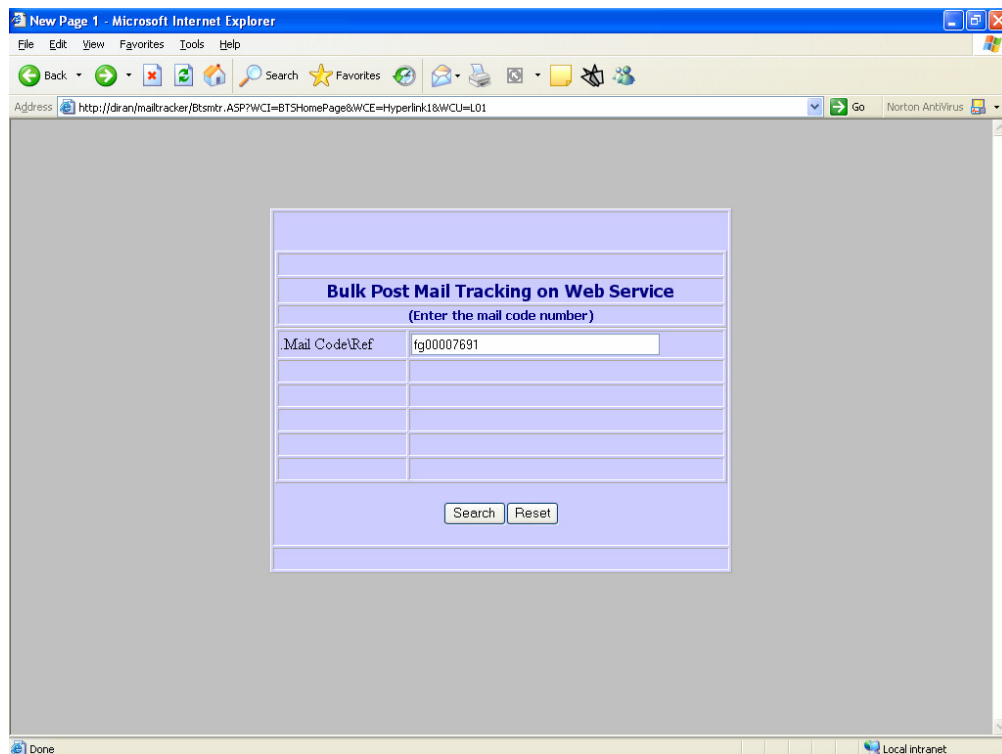 New Page 1 - Microsoft Internet Explorer
File Edit View Favorites Tools Help
Back Search Favorites
Address http://diran/mailtracker/Btsmtr.ASP?WCI=BTSHomePage&WCE=Hyperlink1&WCU=L01 Go Norton AntiVirus
Bulk Post Mail Tracking on Web Service
(Enter the mail code number)
.Mail Code\Ref fg00007691
Search Reset
Done Local intranet